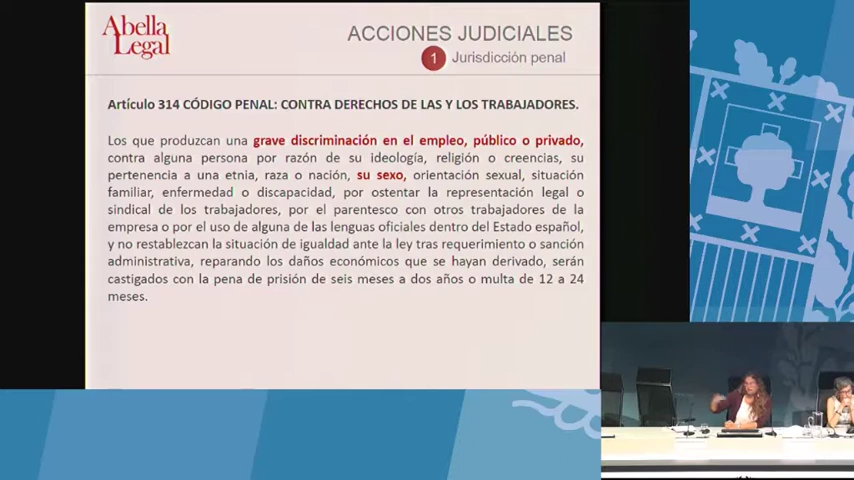 Abella
Legal
ACCIONES JUDICIALES
1 Jurisdicción penal
Artículo 314 CÓDIGO PENAL: CONTRA DERECHOS DE LAS Y LOS TRABAJADORES.
Los que produzcan una grave discriminación en el empleo, público o privado,
contra alguna persona por razón de su ideología, religión o creencias, su
pertenencia a una etnia, raza o nación, su sexo, orientación sexual, situación
familiar, enfermedad o discapacidad, por ostentar la representación legal o
sindical de los trabajadores, por el parentesco con otros trabajadores de la
empresa o por el uso de alguna de las lenguas oficiales dentro del Estado español,
y no restablezcan la situación de igualdad ante la ley tras requerimiento o sanción
administrativa, reparando los daños económicos que se hayan derivado, serán
castigados con la pena de prisión de seis meses a dos años o multa de 12 a 24
meses.